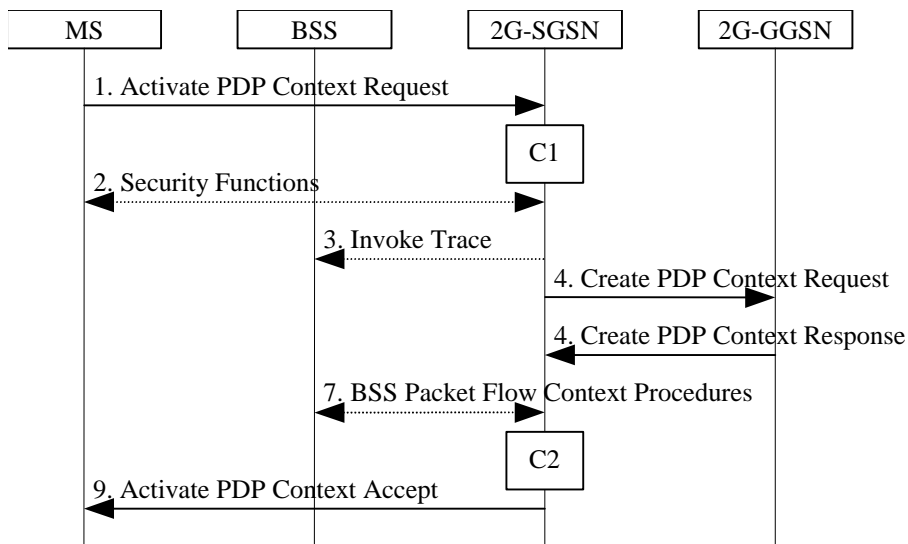 MS
BSS
2G-SGSN
2G-GGSN
1. Activate PDP Context Request
C1
2. Security Functions
3. Invoke Trace
4. Create PDP Context Request
4. Create PDP Context Response
7. BSS Packet Flow Context Procedures
C2
9. Activate PDP Context Accept